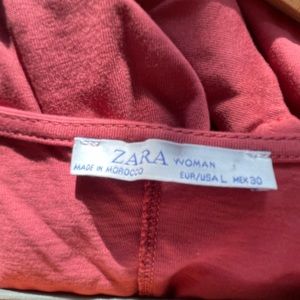 ZARA WOMAN
MADE IN MOROCCO EUR/USA L MEX 30